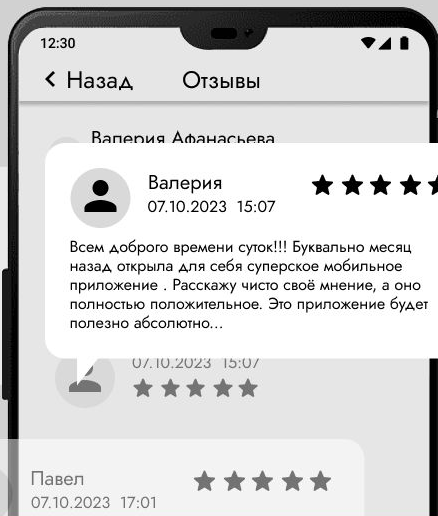 12:30
Назад Отзывы
Валерия Афанасьева
Валерия
07.10.2023 15:07
Всем доброго времени суток!!! Буквально месяц
назад открыла для себя суперское мобильное
приложение . Расскажу чисто своё мнение, а оно
полностью положительное. Это приложение будет
полезно абсолютно...
07.10.2023 15:07
Павел
07.10.2023 17:01